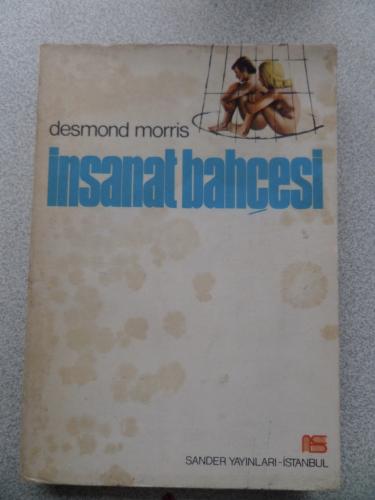 desmond morris
insanat bahçesi
SANDER YAYINLARI-İSTANBUL